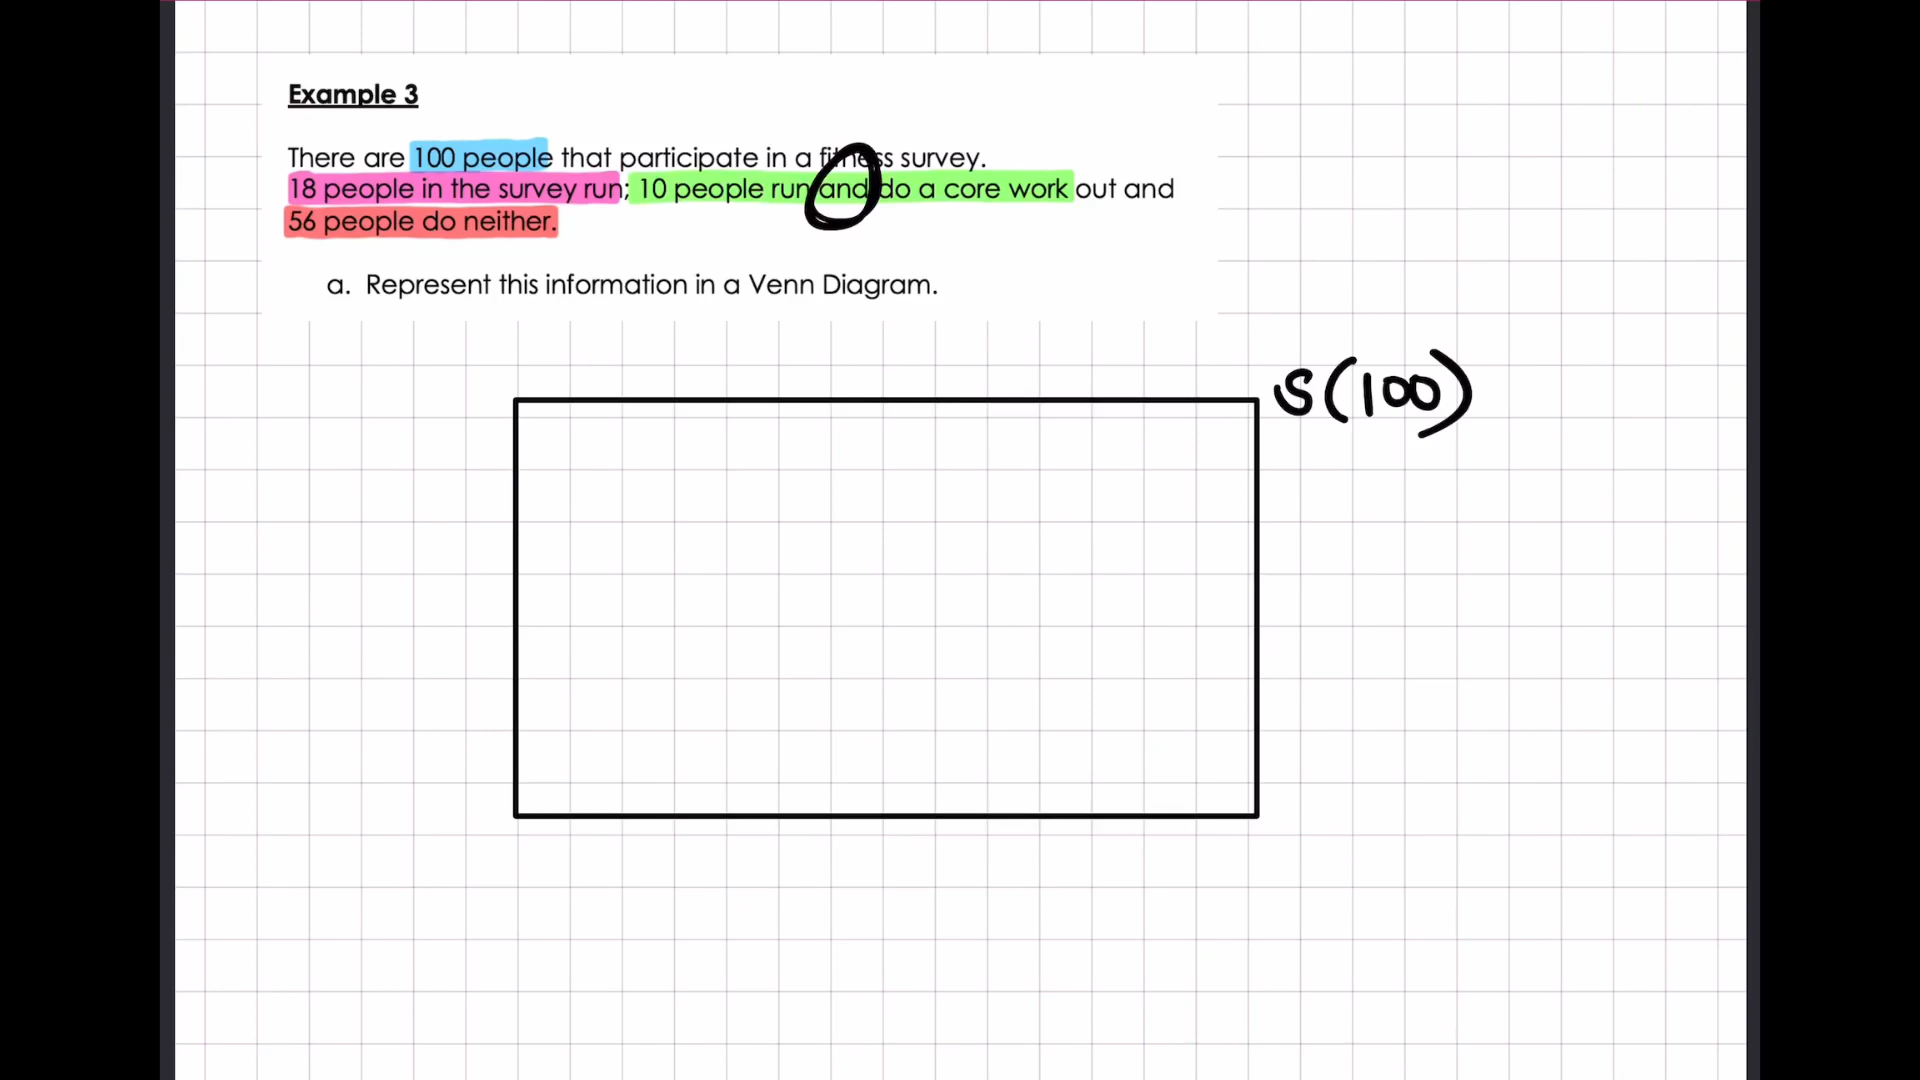 Example 3
There are 100 people that participate in a fitness survey.
18 people in the survey run; 10 people run and do a core work out and
56 people do neither.
a. Represent this information in a Venn Diagram.
S(100)